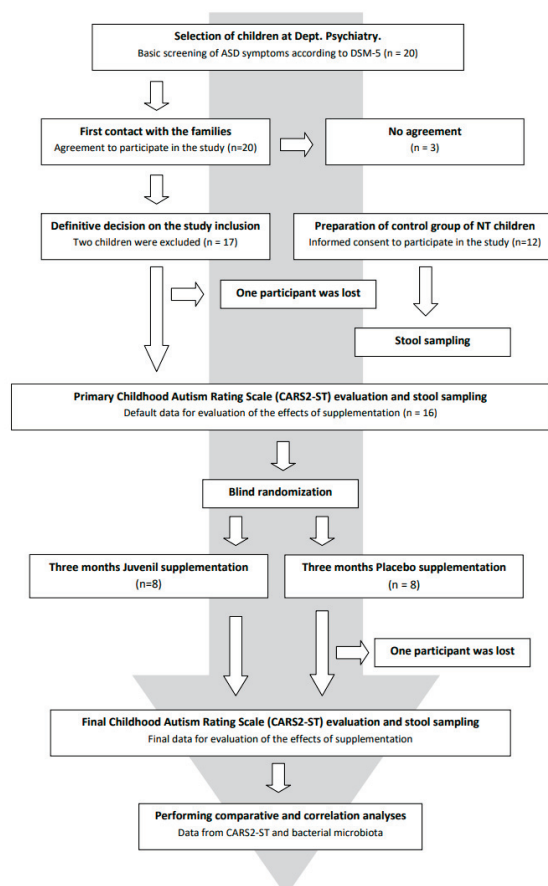 Selection of children at Dept. Psychiatry.
Basic screening of ASD symptoms according to DSM-5 (n = 20)
First contact with the families
Agreement to participate in the study (n=20)
No agreement
(n = 3)
Definitive decision on the study inclusion
Two children were excluded (n = 17)
Preparation of control group of NT children
Informed consent to participate in the study (n=12)
One participant was lost
Stool sampling
Primary Childhood Autism Rating Scale (CARS2-ST) evaluation and stool sampling
Default data for evaluation of the effects of supplementation (n = 16)
Blind randomization
Three months Juvenil supplementation
(n=8)
Three months Placebo supplementation
(n = 8)
One participant was lost
Final Childhood Autism Rating Scale (CARS2-ST) evaluation and stool sampling
Final data for evaluation of the effects of supplementation
Performing comparative and correlation analyses
Data from CARS2-ST and bacterial microbiota